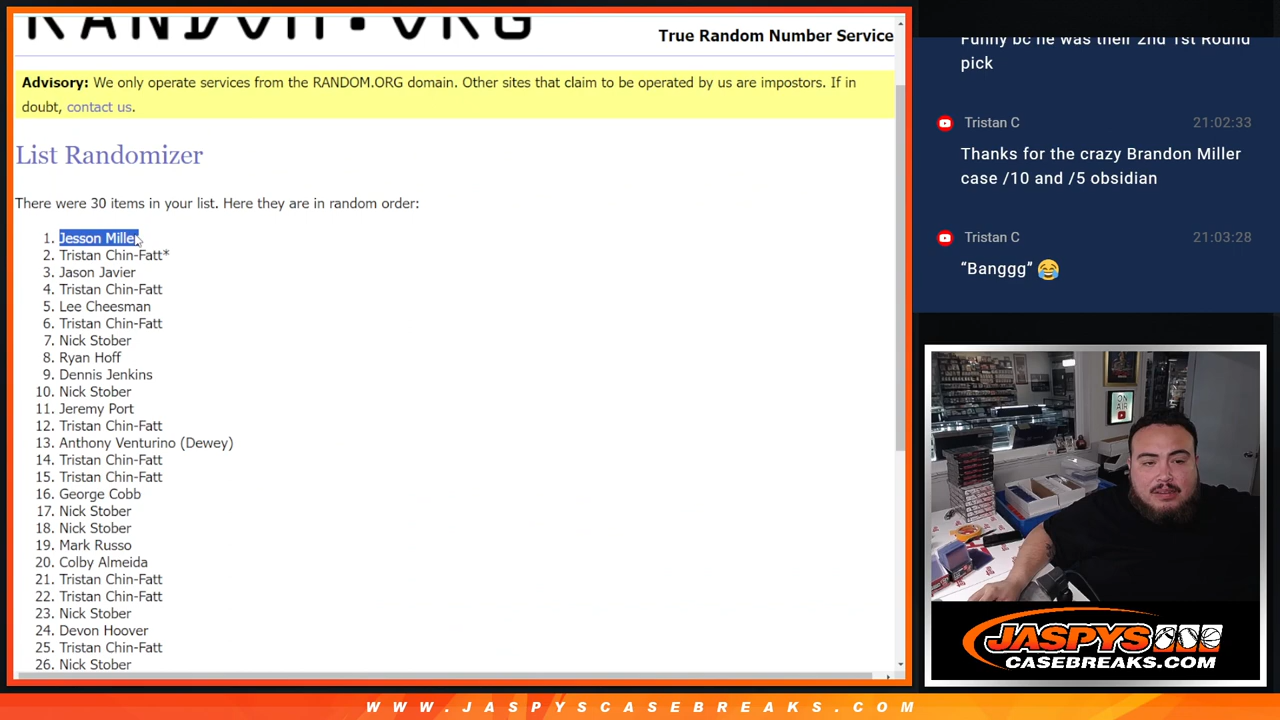 RANDOM.ORG
True Random Number Service
Advisory: We only operate services from the RANDOM.ORG domain. Other sites that claim to be operated by us are impostors. If in
doubt, contact us.
List Randomizer
There were 30 items in your list. Here they are in random order:
1. Jesson Miller
2. Tristan Chin-Fatt*
3. Jason Javier
4. Tristan Chin-Fatt
5. Lee Cheesman
6. Tristan Chin-Fatt
7. Nick Stober
8. Ryan Hoff
9. Dennis Jenkins
10. Nick Stober
11. Jeremy Port
12. Tristan Chin-Fatt
13. Anthony Venturino (Dewey)
14. Tristan Chin-Fatt
15. Tristan Chin-Fatt
16. George Cobb
17. Nick Stober
18. Nick Stober
19. Mark Russo
20. Colby Almeida
21. Tristan Chin-Fatt
22. Tristan Chin-Fatt
23. Nick Stober
24. Devon Hoover
25. Tristan Chin-Fatt
26. Nick Stober
Funny bc he was their 2nd 1st Round
pick
Tristan C 21:02:33
Thanks for the crazy Brandon Miller
case /10 and /5 obsidian
Tristan C 21:03:28
“Banggg” 😂
ON
AIR
JASPYS
CASEBREAKS.COM
WWW.JASPYSCASEBREAKS.COM